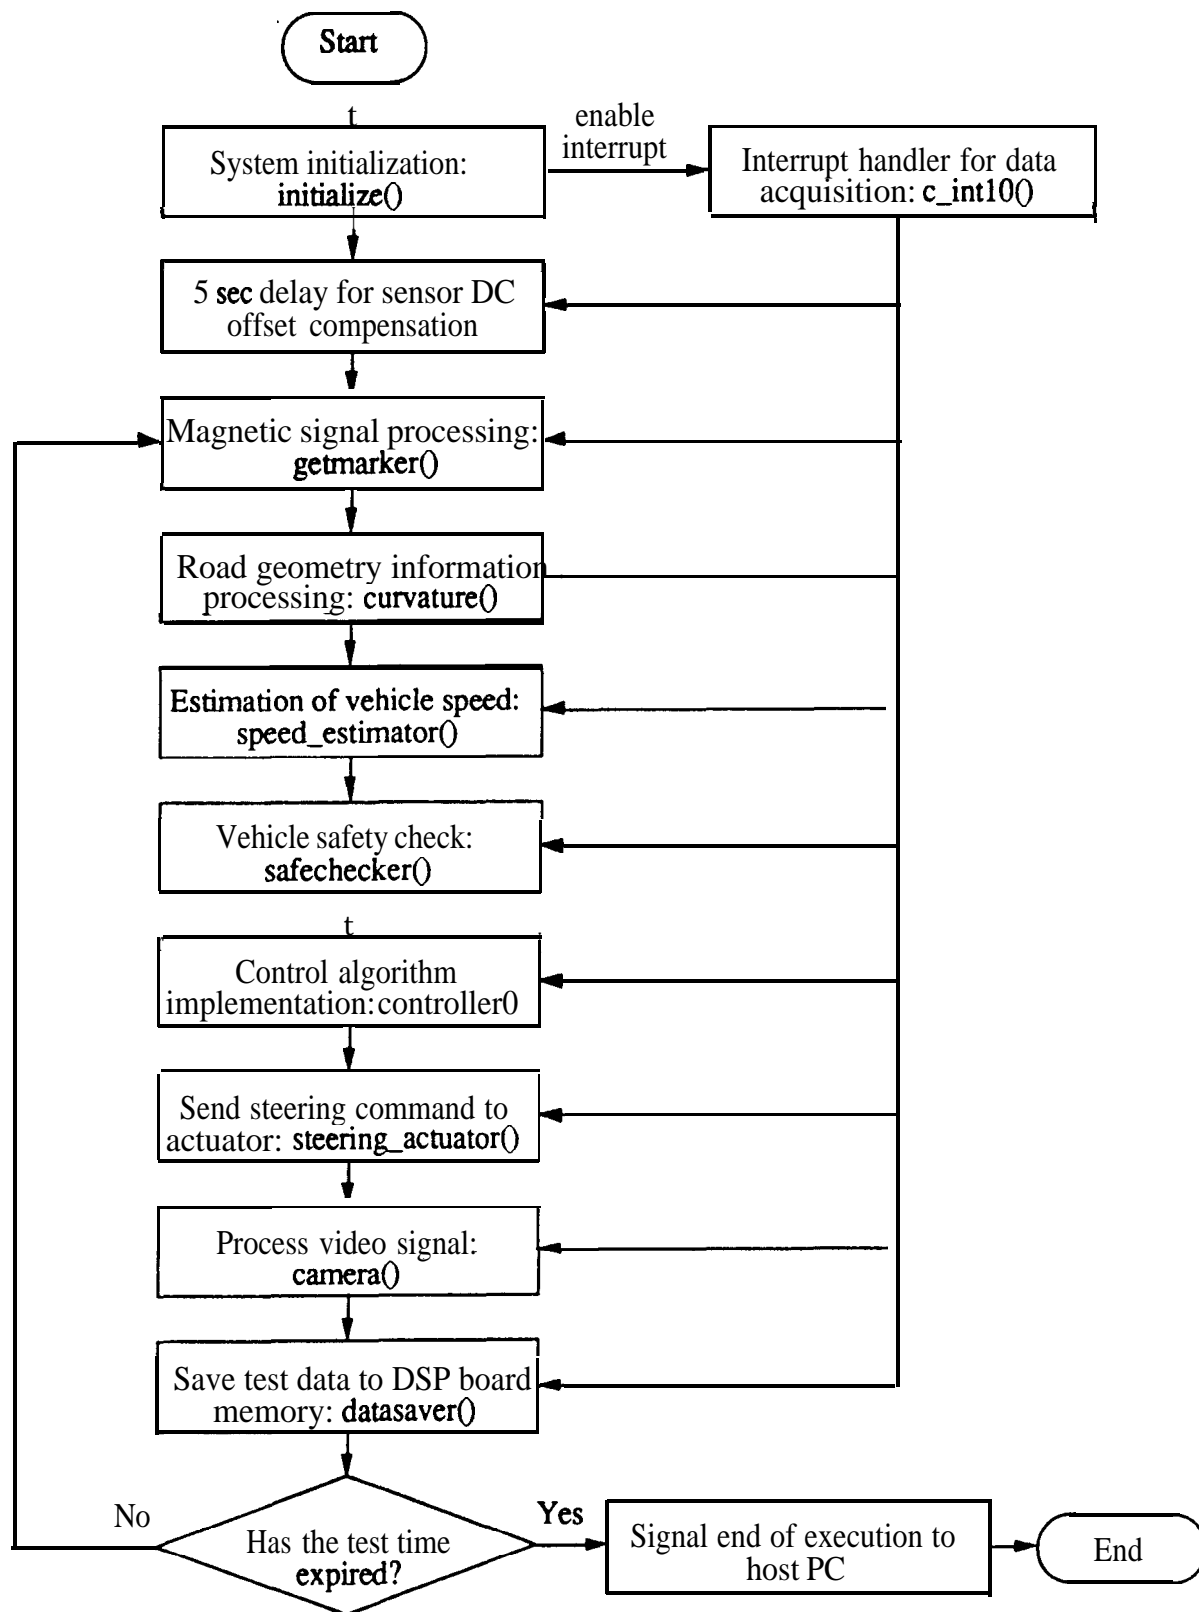 Start
t
enable
interrupt
System initialization:
initialize()
Interrupt handler for data
acquisition: c_int10()
5 sec delay for sensor DC
offset compensation
Magnetic signal processing:
getmarker()
Road geometry information
processing: curvature()
Estimation of vehicle speed:
speed_estimator()
Vehicle safety check:
safechecker()
t
Control algorithm
implementation:controller0
Send steering command to
actuator: steering_actuator()
Process video signal:
camera()
Save test data to DSP board
memory: datasaver()
No
Has the test time
expired?
Yes
Signal end of execution to
host PC
End